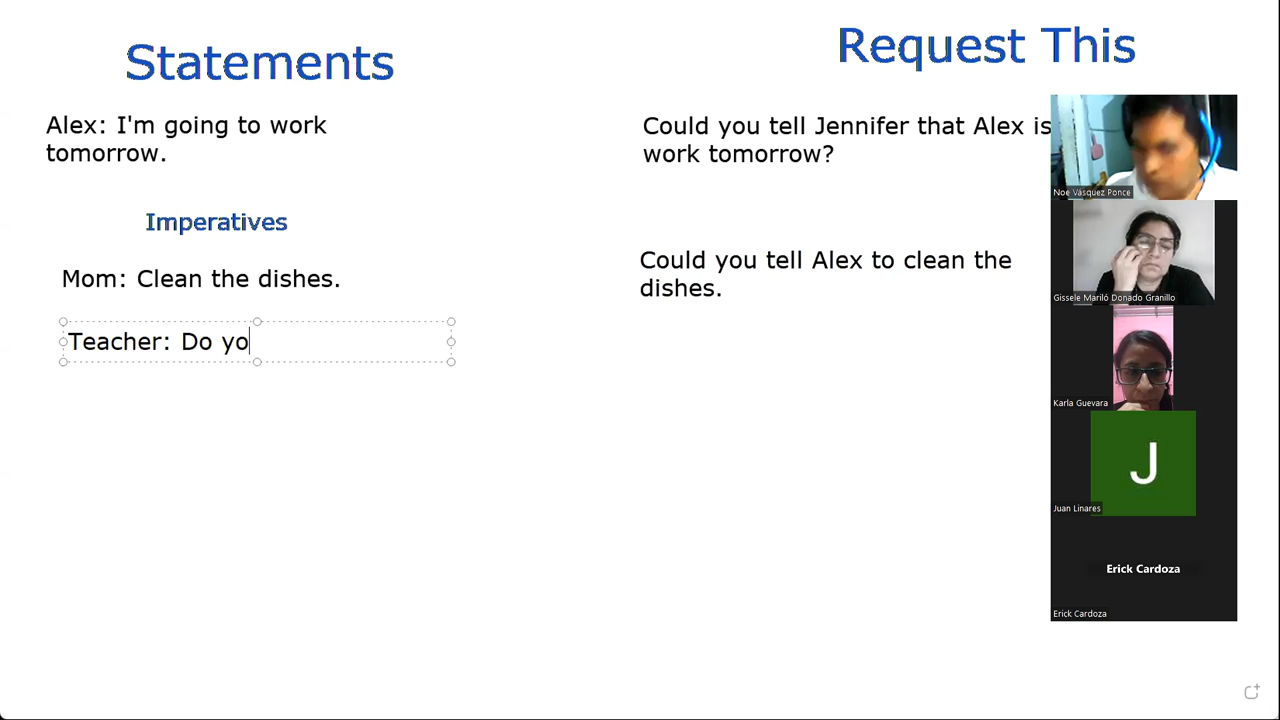 Statements
Request This
Alex: I'm going to work
tomorrow.
Could you tell Jennifer that Alex is
work tomorrow?
Imperatives
Mom: Clean the dishes.
Could you tell Alex to clean the
dishes.
Teacher: Do yo
Noe Vásquez Ponce
Gissele Mariló Donado Granillo
Karla Guevara
J
Juan Linares
Erick Cardoza
Erick Cardoza